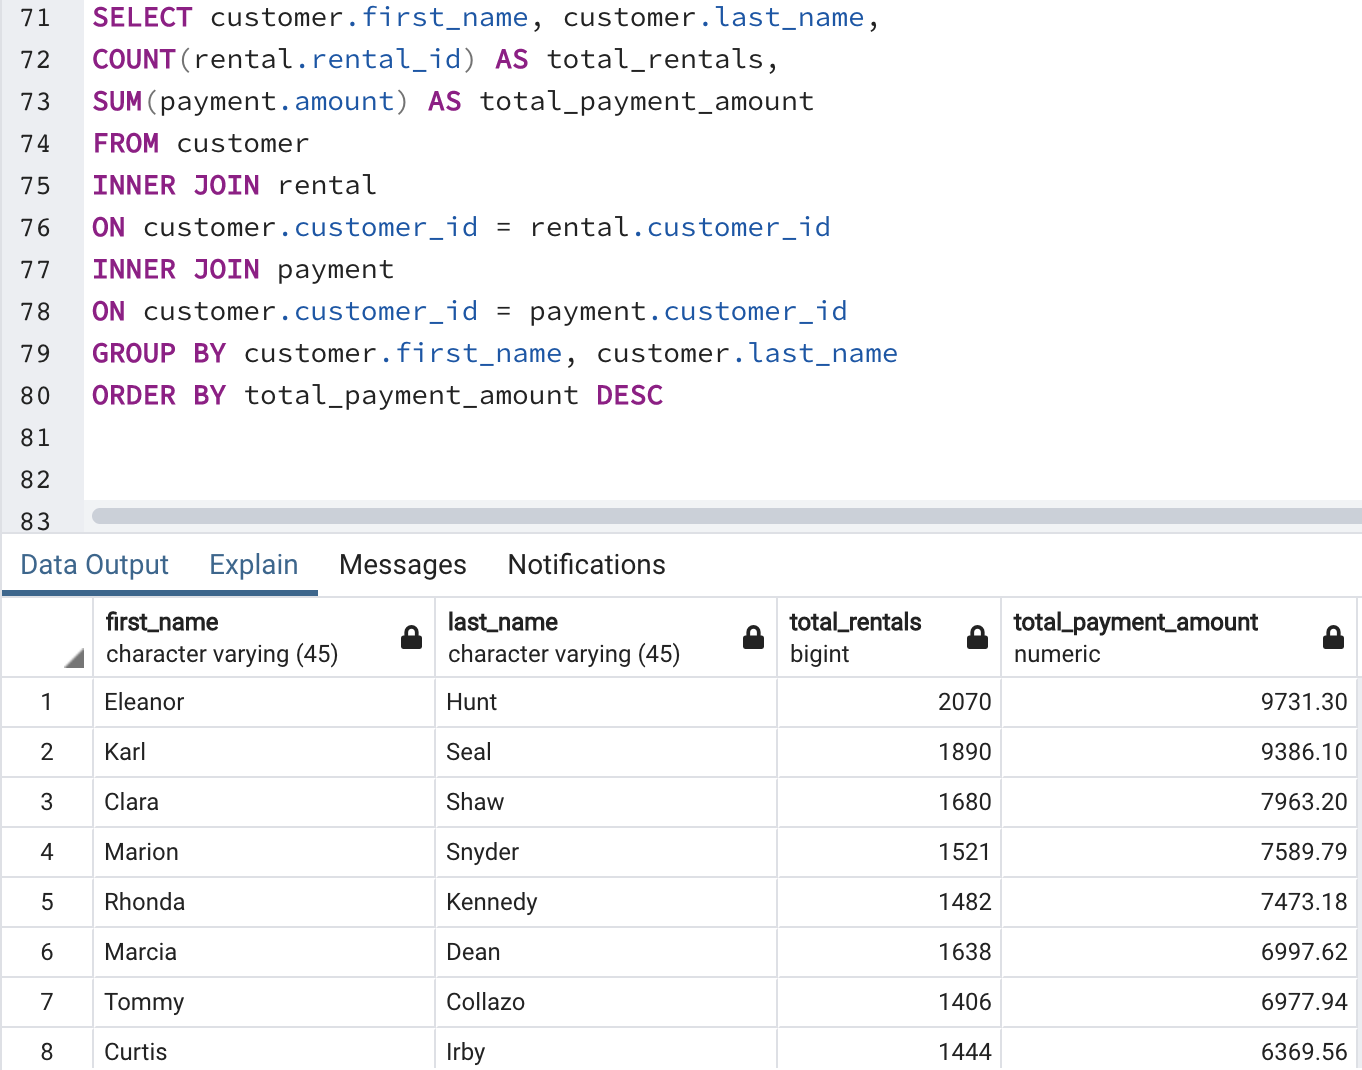 71 SELECT customer.first_name, customer.last_name,
72 COUNT(rental.rental_id) AS total_rentals,
73 SUM(payment.amount) AS total_payment_amount
74 FROM customer
75 INNER JOIN rental
76 ON customer.customer_id = rental.customer_id
77 INNER JOIN payment
78 ON customer.customer_id = payment.customer_id
79 GROUP BY customer.first_name, customer.last_name
80 ORDER BY total_payment_amount DESC
81
82
83
Data Output Explain Messages Notifications
first_name last_name total_rentals total_payment_amount
character varying (45) character varying (45) bigint numeric
1 Eleanor Hunt 2070 9731.30
2 Karl Seal 1890 9386.10
3 Clara Shaw 1680 7963.20
4 Marion Snyder 1521 7589.79
5 Rhonda Kennedy 1482 7473.18
6 Marcia Dean 1638 6997.62
7 Tommy Collazo 1406 6977.94
8 Curtis Irby 1444 6369.56